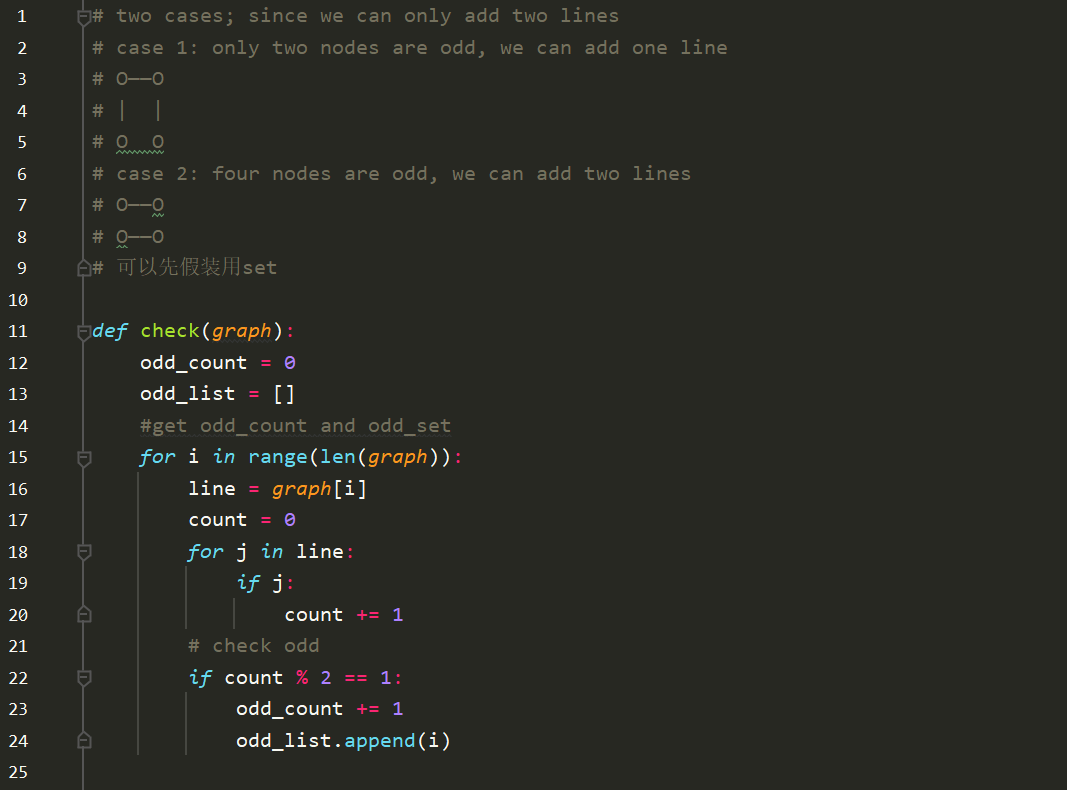 1 # two cases; since we can only add two lines
2 # case 1: only two nodes are odd, we can add one line
3 # O——O
4 # |  |
5 # O  O
6 # case 2: four nodes are odd, we can add two lines
7 # O——O
8 # O——O
9 # 可以先假装用set
10
11 def check(graph):
12     odd_count = 0
13     odd_list = []
14     #get odd_count and odd_set
15     for i in range(len(graph)):
16         line = graph[i]
17         count = 0
18         for j in line:
19             if j:
20                 count += 1
21         # check odd
22         if count % 2 == 1:
23             odd_count += 1
24             odd_list.append(i)
25